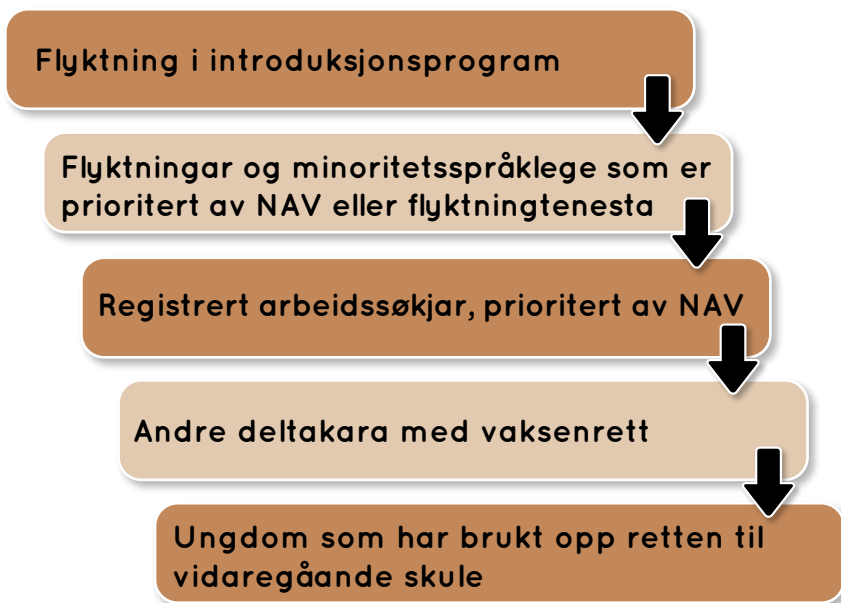 Flyktning i introduksjonsprogram
Flyktningar og minoritetsspråklege som er
prioritert av NAV eller flyktningtenesta
Registrert arbeidssøkjar, prioritert av NAV
Andre deltakara med vaksenrett
Ungdom som har brukt opp retten til
vidaregåande skule